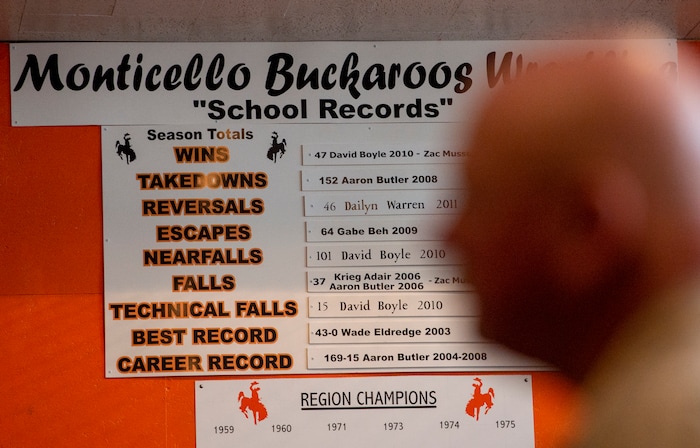 Monticello Buckaroos
"School Records"
Season Totals
WINS 47 David Boyle 2010 - Zac
TAKEDOWNS 152 Aaron Butler 2008
REVERSALS 46 Dailyn Warren 2011
ESCAPES 64 Gabe Beh 2009
NEARFALLS 101 David Boyle 2010
FALLS 37 Krieg Adair 2006
Aaron Butler 2006 - Zac
TECHNICAL FALLS 15 David Boyle 2010
BEST RECORD 43-0 Wade Eldredge 2003
CAREER RECORD 169-15 Aaron Butler 2004-2008
REGION CHAMPIONS
1959 1960 1971 1973 1974 1975